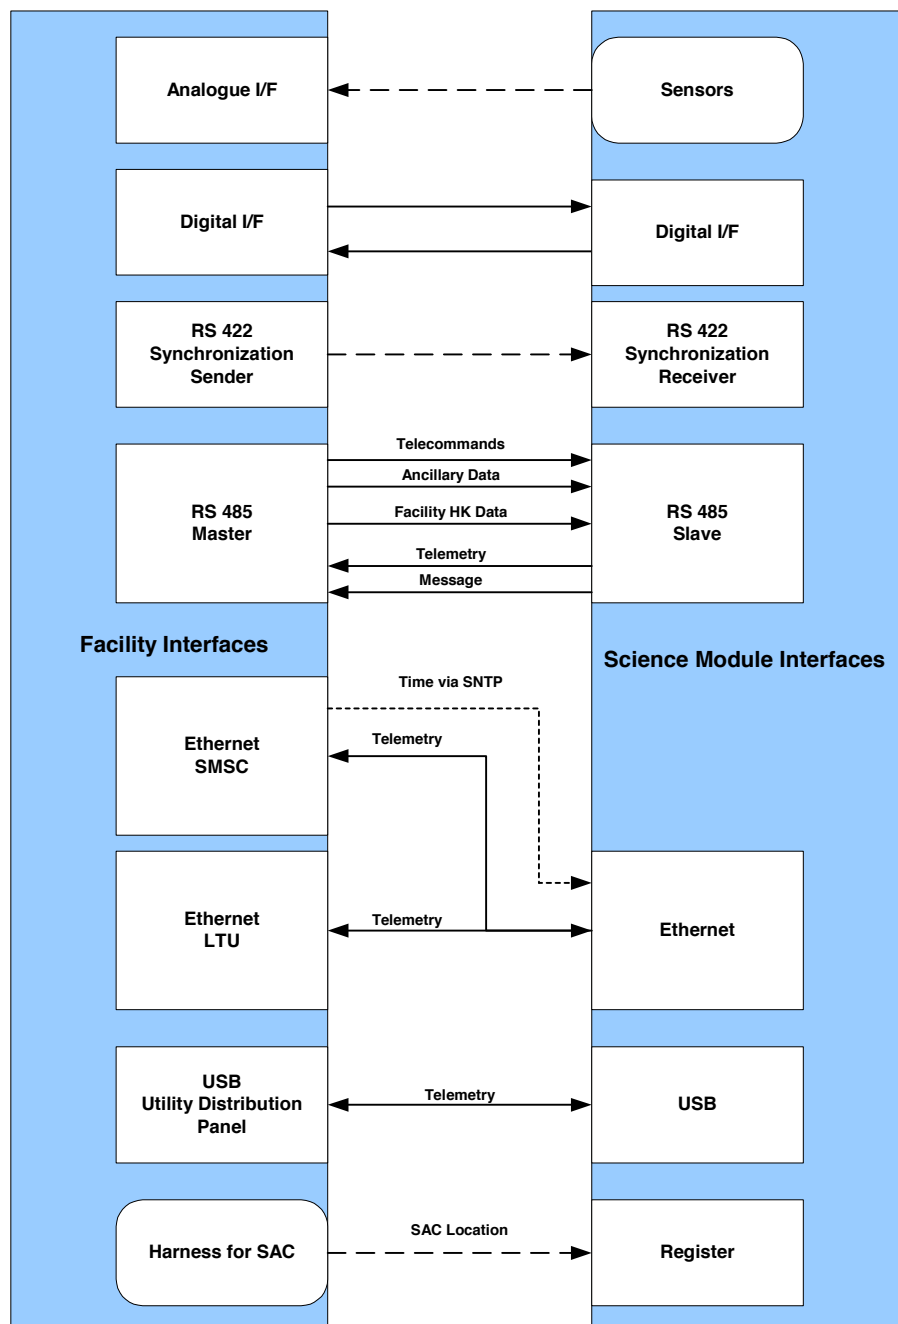 Analogue I/F
Sensors
Digital I/F
Digital I/F
RS 422
Synchronization
Sender
RS 422
Synchronization
Receiver
Telecommands
Ancillary Data
Facility HK Data
Telemetry
Message
RS 485
Master
RS 485
Slave
Facility Interfaces
Science Module Interfaces
Time via SNTP
Ethernet
SMSC
Telemetry
Ethernet
LTU
Telemetry
Ethernet
USB
Utility Distribution
Panel
Telemetry
USB
Harness for SAC
SAC Location
Register